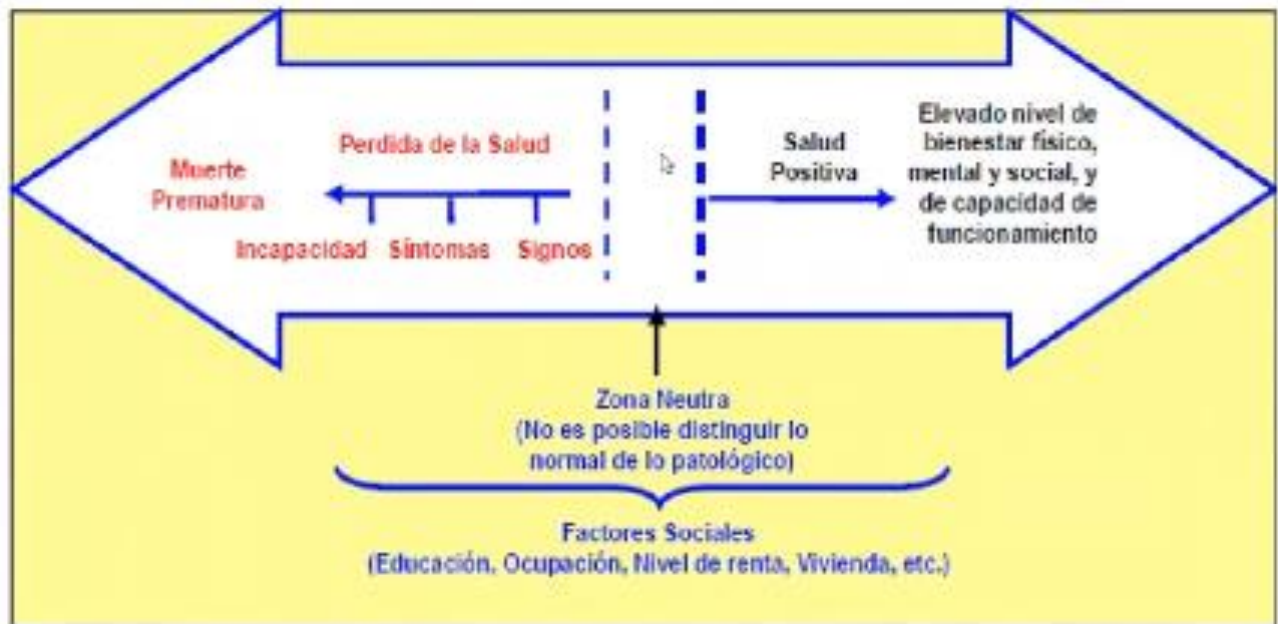 Muerte
Prematura
Perdida de la Salud
Incapacidad Síntomas Signos
Salud
Positiva
Elevado nivel de
bienestar físico,
mental y social, y
de capacidad de
funcionamiento
Zona Neutra
(No es posible distinguir lo
normal de lo patológico)
Factores Sociales
(Educación, Ocupación, Nivel de renta, Vivienda, etc.)